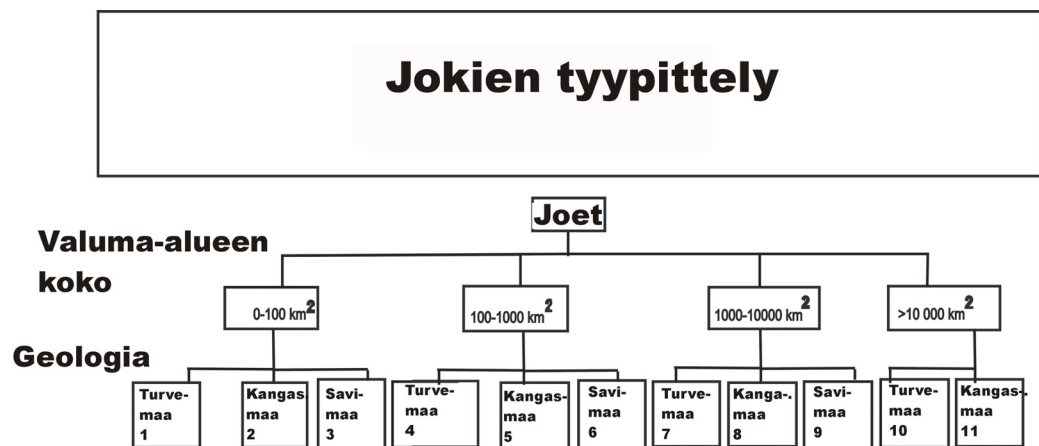 Jokien tyypittely
Joet
Valuma-alueen
koko
0-100 km2
100-1000 km2
1000-10000 km2
>10 000 km2
Geologia
Turve-
maa
1
Kangas.
maa
2
Savi-
maa
3
Turve-
maa
4
Kangas-
maa
5
Savi-
maa
6
Turve-
maa
7
Kanga-.
maa
8
Savi-
maa
9
Turve-
maa
10
Kangas-.
maa
11